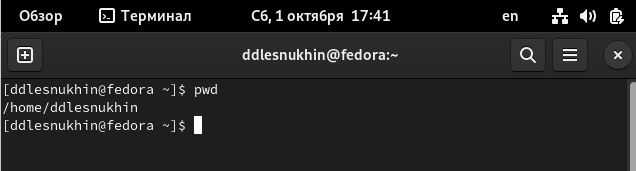 Обзор Терминал Сб, 1 октября 17:41 en
ddlesnukhin@fedora:~
[ddlesnukhin@fedora ~]$ pwd
/home/ddlesnukhin
[ddlesnukhin@fedora ~]$